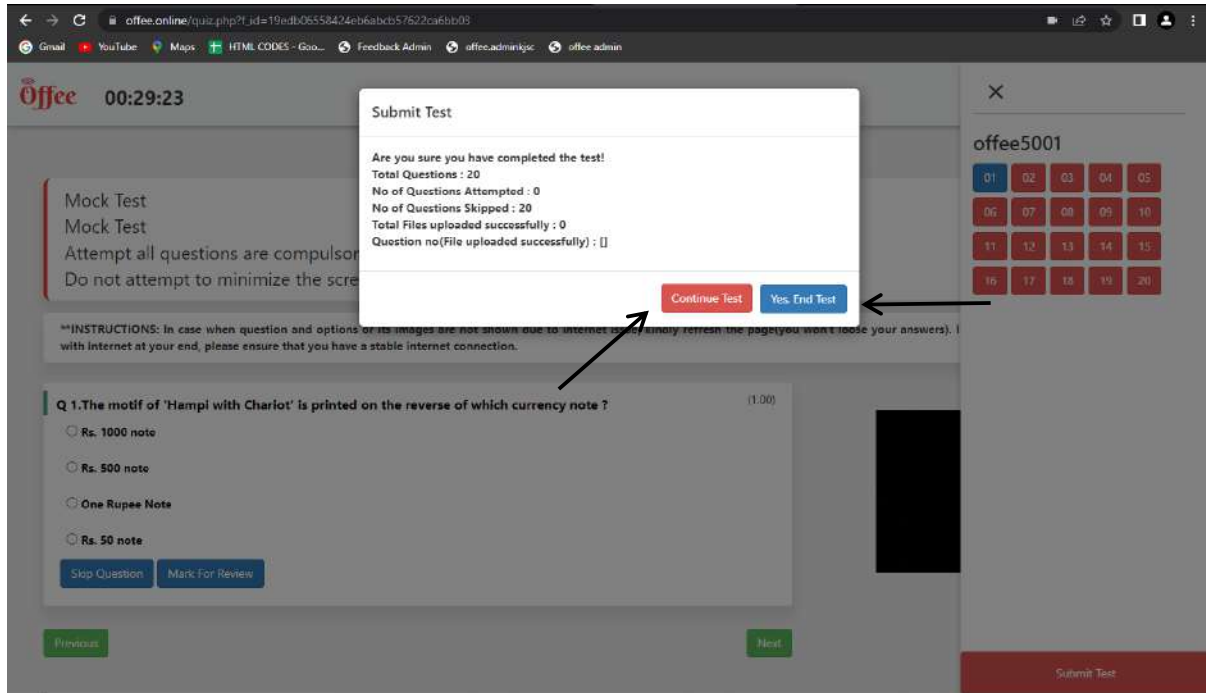 offee.online/quiz.php?f_id=19edb06558424eb6abcb57622ca6bb03
Gmail YouTube Maps HTML CODES - Goo... Feedback Admin offee.adminkjsc offee admin
Offee 00:29:23
Submit Test
Are you sure you have completed the test!
Total Questions : 20
No of Questions Attempted : 0
No of Questions Skipped : 20
Total Files uploaded successfully : 0
Question no(File uploaded successfully) : []
Continue Test Yes, End Test
Mock Test
Mock Test
Attempt all questions are compulsor
Do not attempt to minimize the scre
**INSTRUCTIONS: In case when question and options or its images are not shown due to internet issue, kindly refresh the page(you won't loose your answers). I
with internet at your end, please ensure that you have a stable internet connection.
Q 1.The motif of 'Hampi with Chariot' is printed on the reverse of which currency note ? (1.00)
Rs. 1000 note
Rs. 500 note
One Rupee Note
Rs. 50 note
Skip Question Mark For Review
Previous Next
offee5001
01 02 03 04 05
06 07 08 09 10
11 12 13 14 15
16 17 18 19 20
Submit Test